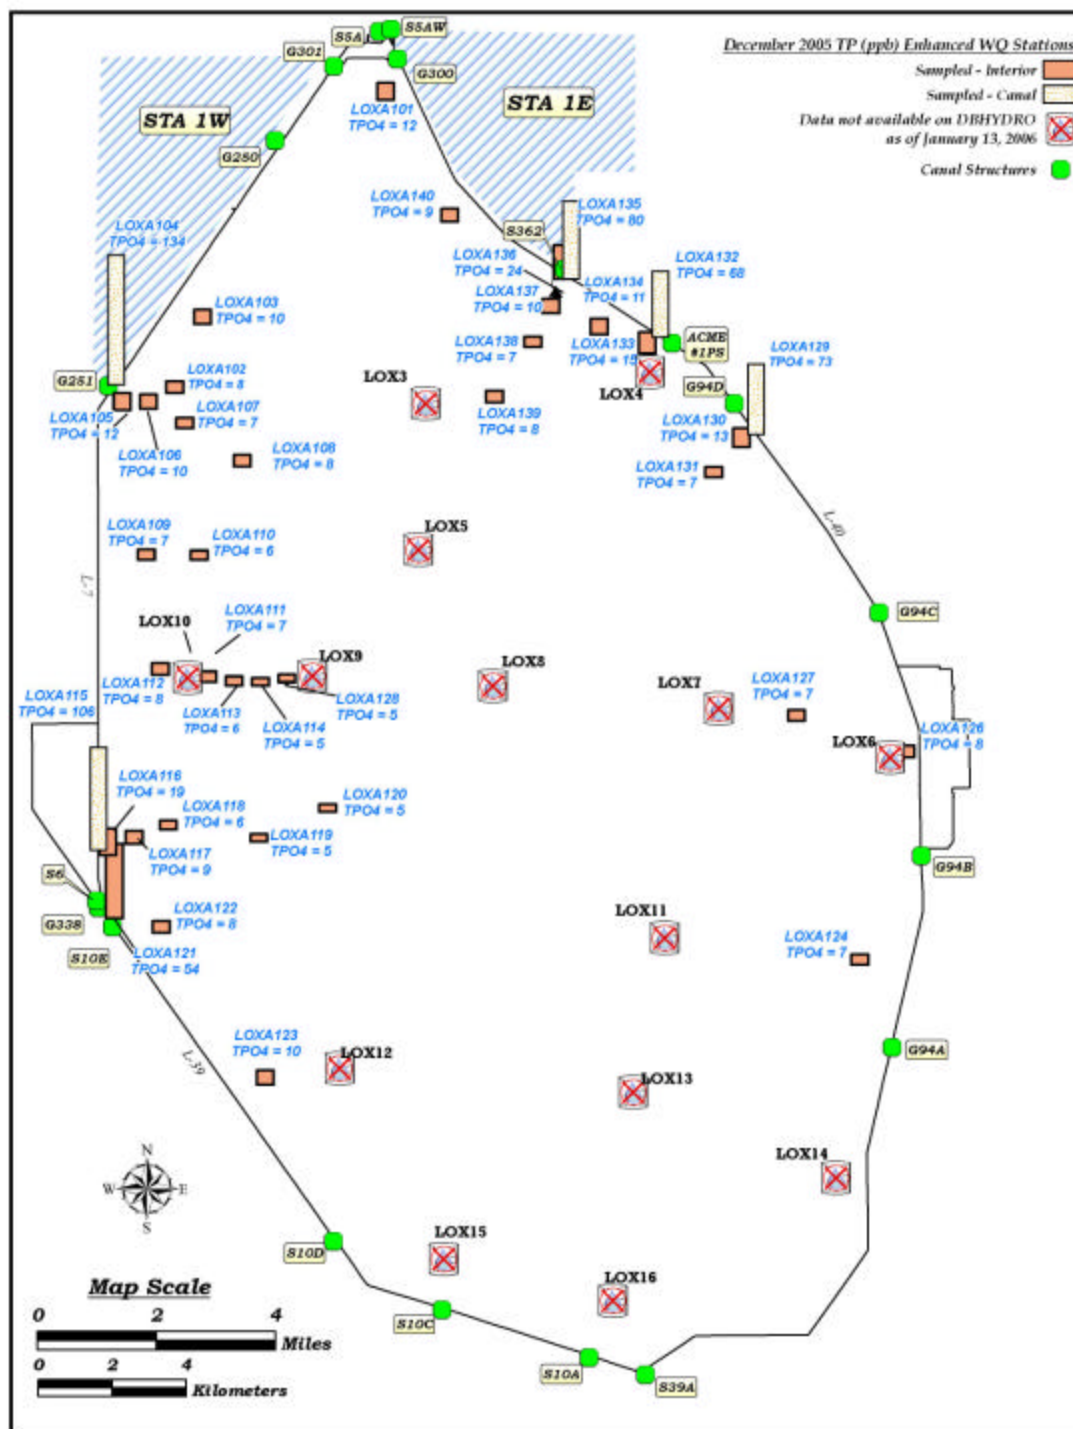 S5A
S5AW
G301
G300
December 2005 TP (ppb) Enhanced WQ Stations
Sampled - Interior
Sampled - Canal
Data not available on DBHYDRO
as of January 13, 2006
Canal Structures
STA 1W
STA 1E
LOXA101
TPO4 = 12
G250
LOXA140
TPO4 = 9
LOXA135
TPO4 = 80
S362
LOXA104
TPO4 = 134
LOXA136
TPO4 = 24
LOXA132
TPO4 = 68
LOXA134
TPO4 = 11
LOXA137
TPO4 = 10
LOXA103
TPO4 = 10
LOXA138
TPO4 = 7
LOXA133
TPO4 = 15
ACME
#1PS
LOXA129
TPO4 = 73
G251
LOXA102
TPO4 = 8
LOX3
LOX4
G94D
LOXA105
TPO4 = 12
LOXA107
TPO4 = 7
LOXA139
TPO4 = 8
LOXA130
TPO4 = 13
LOXA106
TPO4 = 10
LOXA108
TPO4 = 8
LOXA131
TPO4 = 7
L-40
LOXA109
TPO4 = 7
LOXA110
TPO4 = 6
LOX5
L-7
G94C
LOX10
LOXA111
TPO4 = 7
LOX9
LOX8
LOXA112
TPO4 = 8
LOXA115
TPO4 = 106
LOXA113
TPO4 = 6
LOXA114
TPO4 = 5
LOXA128
TPO4 = 5
LOX7
LOXA127
TPO4 = 7
LOX6
LOXA126
TPO4 = 8
LOXA116
TPO4 = 19
LOXA118
TPO4 = 6
LOXA120
TPO4 = 5
LOXA119
TPO4 = 5
LOXA117
TPO4 = 9
S6
G94B
G338
LOXA122
TPO4 = 8
LOX11
S10E
LOXA121
TPO4 = 54
LOXA124
TPO4 = 7
L-39
LOXA123
TPO4 = 10
LOX12
G94A
LOX13
N
W
E
S
LOX14
S10D
LOX15
LOX16
Map Scale
0 2 4
Miles
S10C
0 2 4
Kilometers
S10A
S39A